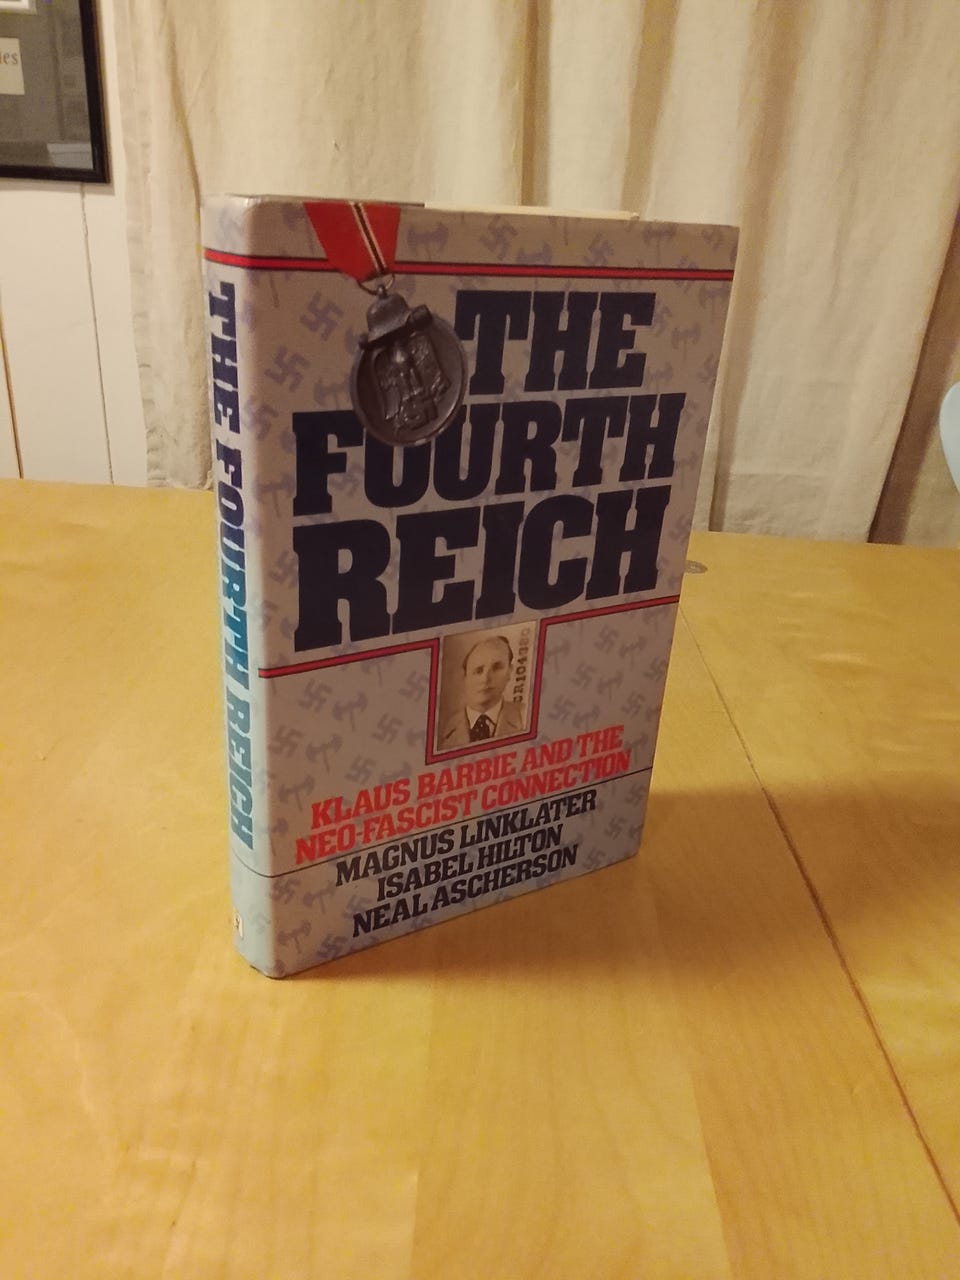 THE
FOURTH
REICH
KLAUS BARBIE AND THE
NEO-FASCIST CONNECTION
MAGNUS LINKLATER
ISABEL HILTON
NEAL ASCHERSON
THE FOURTH REICH